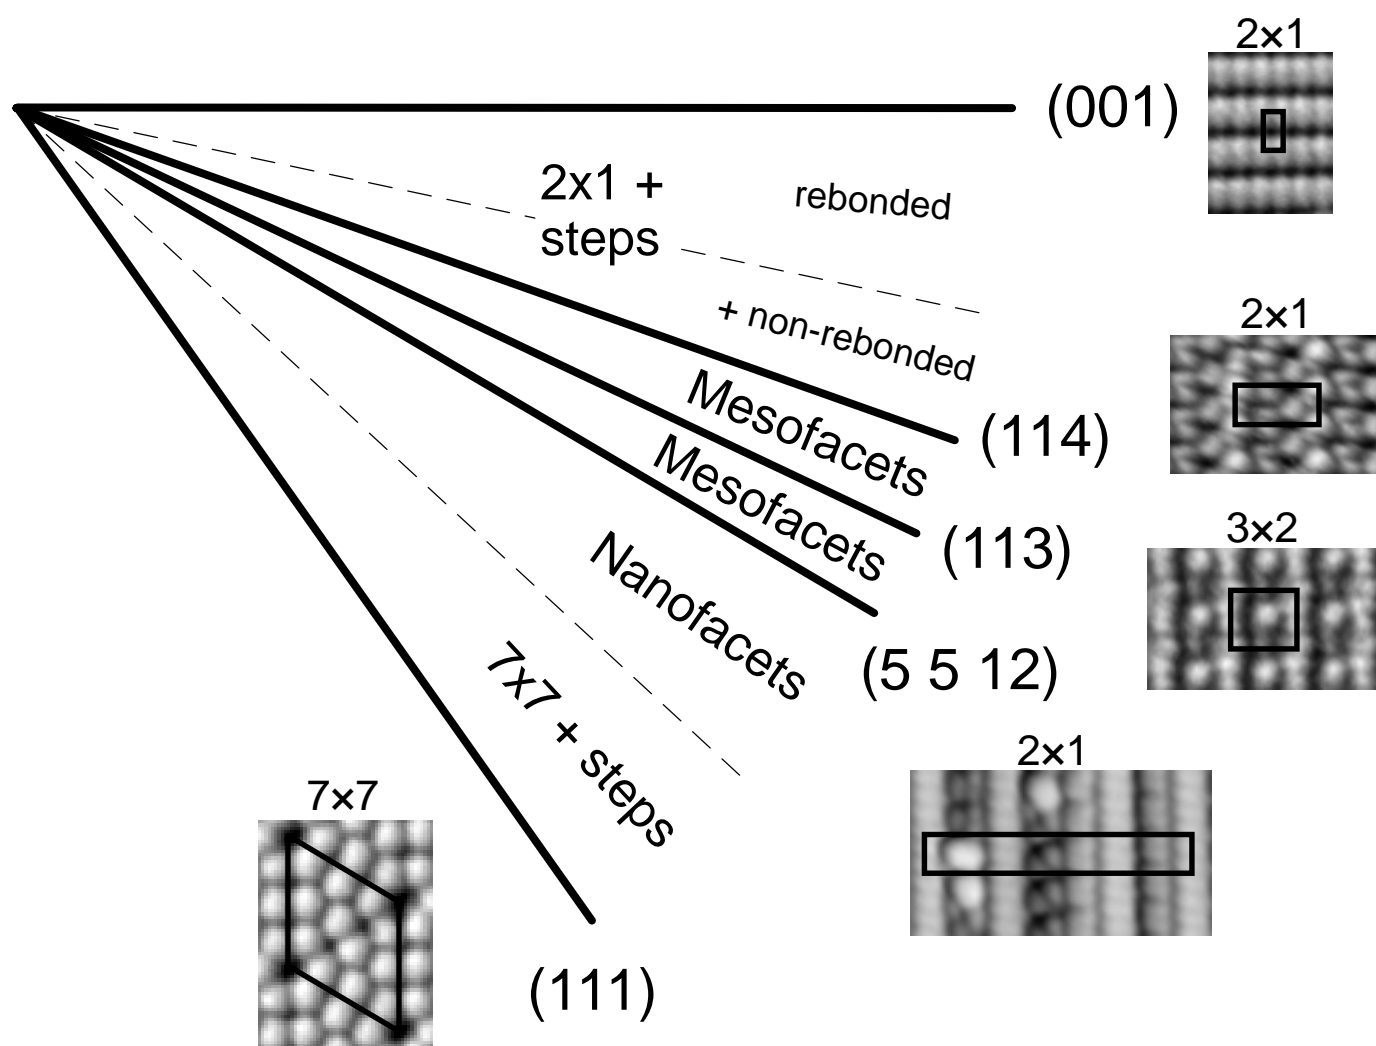 2×1
(001)
2x1 +
steps
rebonded
+ non-rebonded
2×1
Mesofacets
(114)
Mesofacets
3×2
(113)
Nanofacets
(5 5 12)
7x7 + steps
2×1
7×7
(111)